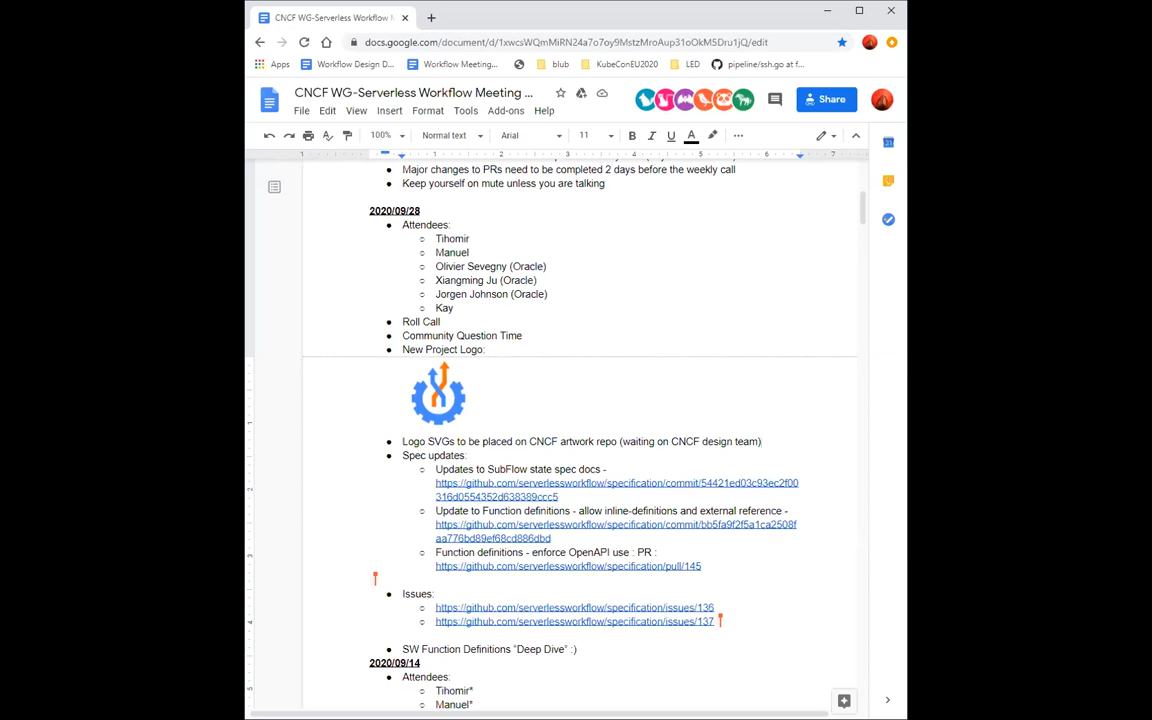 CNCF WG-Serverless Workflow M
docs.google.com/document/d/1xwcsWQmMiRN24a7o7oy9MstzMroAup31oOkM5Dru1jQ/edit
Apps Workflow Design D... Workflow Meeting... blub KubeConEU2020 LED pipeline/ssh.go at f...
CNCF WG-Serverless Workflow Meeting ...
Share
File Edit View Insert Format Tools Add-ons Help
100% Normal text Arial 11 B I U A
1 1 2 3 4 5 6 7
Major changes to PRs need to be completed 2 days before the weekly call
Keep yourself on mute unless you are talking
2020/09/28
Attendees:
Tihomir
Manuel
Olivier Sevegny (Oracle)
Xiangming Ju (Oracle)
Jorgen Johnson (Oracle)
Kay
Roll Call
Community Question Time
New Project Logo:
Logo SVGs to be placed on CNCF artwork repo (waiting on CNCF design team)
Spec updates:
Updates to SubFlow state spec docs -
https://github.com/serverlessworkflow/specification/commit/54421ed03c93ec2f00
316d0554352d638389ccc5
Update to Function definitions - allow inline-definitions and external reference -
https://github.com/serverlessworkflow/specification/commit/bb5fa9f2f5a1ca2508f
aa776bd89ef68cd886dbd
Function definitions - enforce OpenAPI use : PR :
https://github.com/serverlessworkflow/specification/pull/145
Issues:
https://github.com/serverlessworkflow/specification/issues/136
https://github.com/serverlessworkflow/specification/issues/137
SW Function Definitions "Deep Dive" :)
2020/09/14
Attendees:
Tihomir*
Manuel*